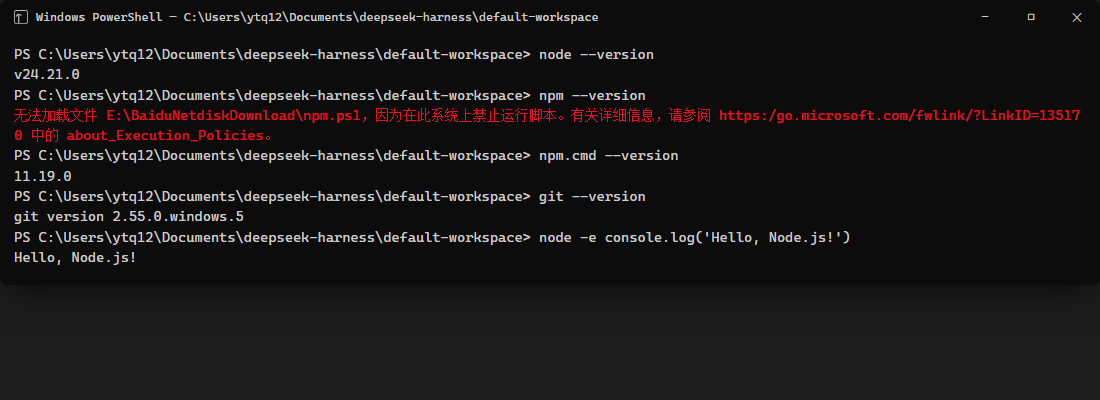 Windows PowerShell — C:\Users\ytq12\Documents\deepseek-harness\default-workspace
PS C:\Users\ytq12\Documents\deepseek-harness\default-workspace> node --version
v24.21.0
PS C:\Users\ytq12\Documents\deepseek-harness\default-workspace> npm --version
无法加载文件 E:\BaiduNetdiskDownload\npm.ps1，因为在此系统上禁止运行脚本。有关详细信息，请参阅 https:/go.microsoft.com/fwlink/?LinkID=13517
0 中的 about_Execution_Policies。
PS C:\Users\ytq12\Documents\deepseek-harness\default-workspace> npm.cmd --version
11.19.0
PS C:\Users\ytq12\Documents\deepseek-harness\default-workspace> git --version
git version 2.55.0.windows.5
PS C:\Users\ytq12\Documents\deepseek-harness\default-workspace> node -e console.log('Hello, Node.js!')
Hello, Node.js!